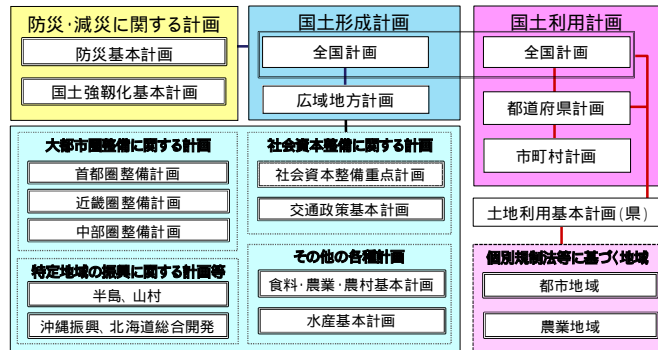 防災・減災に関する計画
防災基本計画
国土強靱化基本計画
国土形成計画
全国計画
広域地方計画
国土利用計画
全国計画
都道府県計画
市町村計画
大都市圏整備に関する計画
首都圏整備計画
近畿圏整備計画
中部圏整備計画
社会資本整備に関する計画
社会資本整備重点計画
交通政策基本計画
土地利用基本計画(県)
特定地域の振興に関する計画等
半島、山村
沖縄振興、北海道総合開発
その他の各種計画
食料・農業・農村基本計画
水産基本計画
個別規制法等に基づく地域
都市地域
農業地域